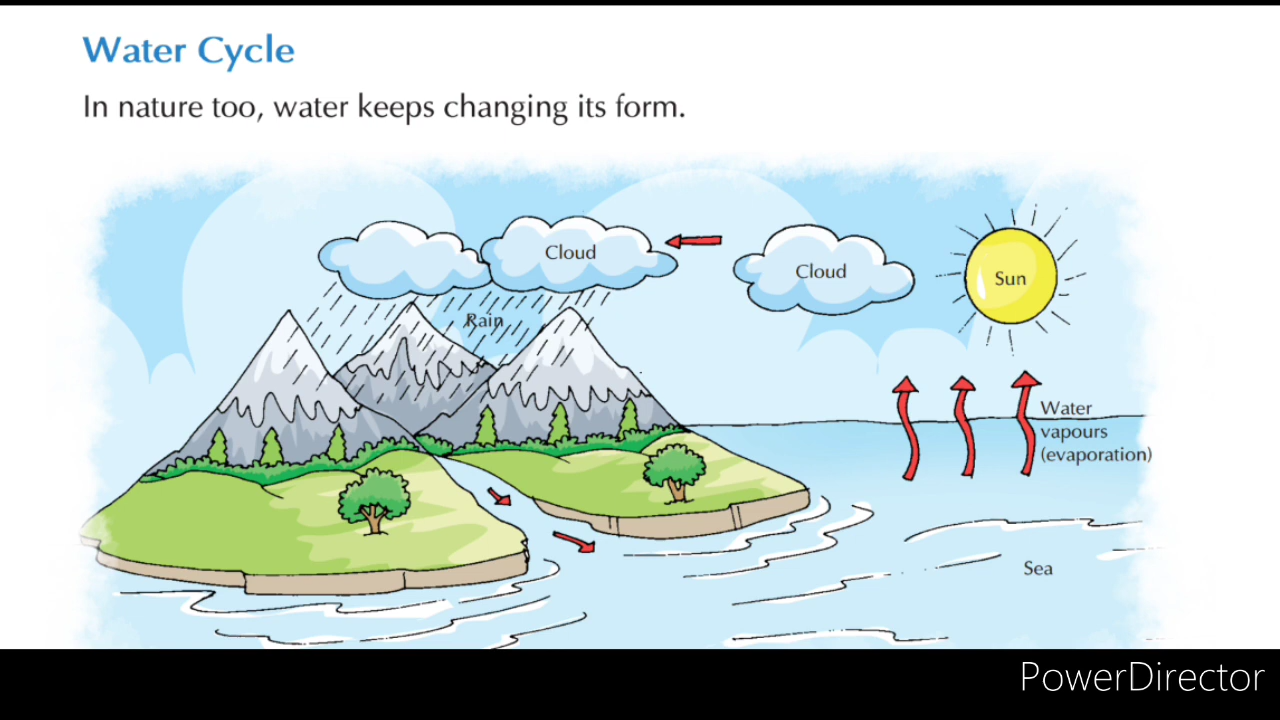 Water Cycle
In nature too, water keeps changing its form.
Cloud
Cloud
Sun
Rain
Water
vapours
(evaporation)
Sea
PowerDirector